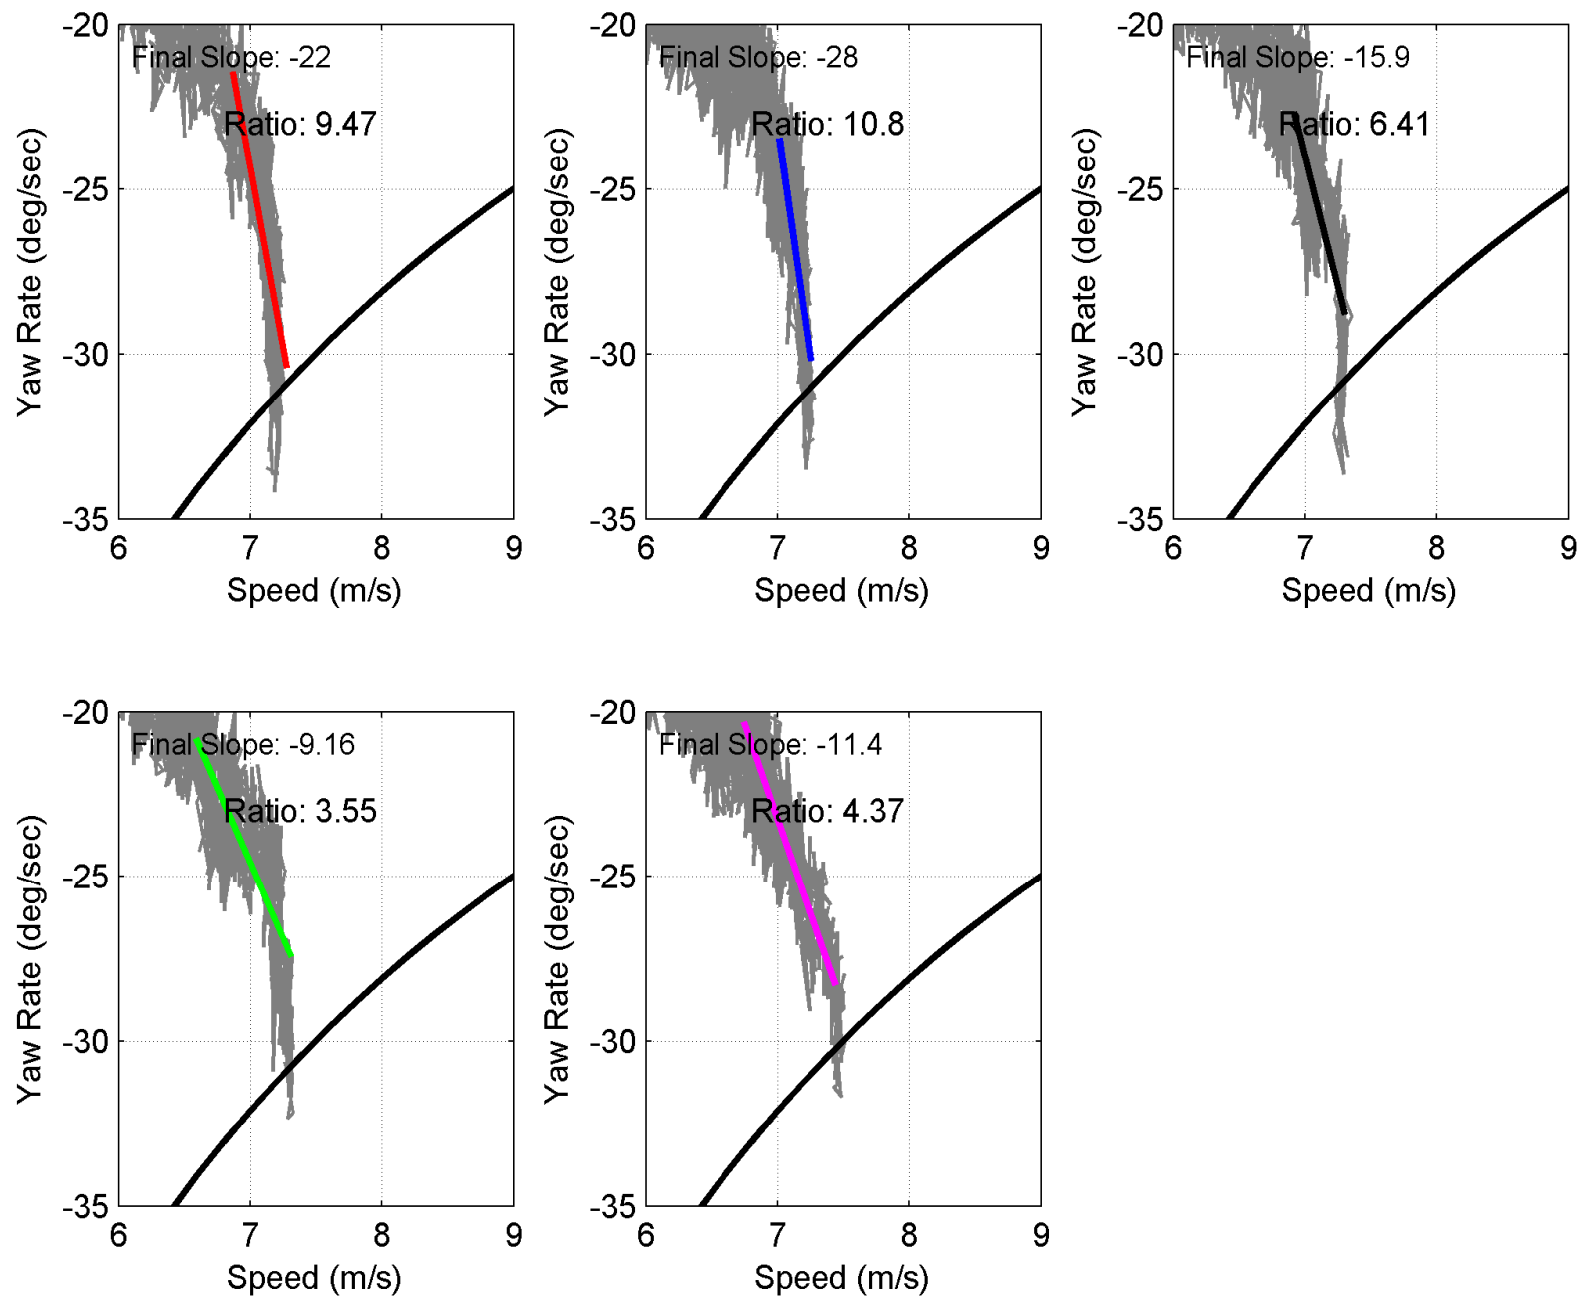 -20
-25
-30
-35
Final Slope: -22
Ratio: 9.47
6 7 8 9
Speed (m/s)
Yaw Rate (deg/sec)
-20
-25
-30
-35
Final Slope: -28
Ratio: 10.8
6 7 8 9
Speed (m/s)
Yaw Rate (deg/sec)
-20
-25
-30
-35
Final Slope: -15.9
Ratio: 6.41
6 7 8 9
Speed (m/s)
Yaw Rate (deg/sec)
-20
-25
-30
-35
Final Slope: -9.16
Ratio: 3.55
6 7 8 9
Speed (m/s)
Yaw Rate (deg/sec)
-20
-25
-30
-35
Final Slope: -11.4
Ratio: 4.37
6 7 8 9
Speed (m/s)
Yaw Rate (deg/sec)